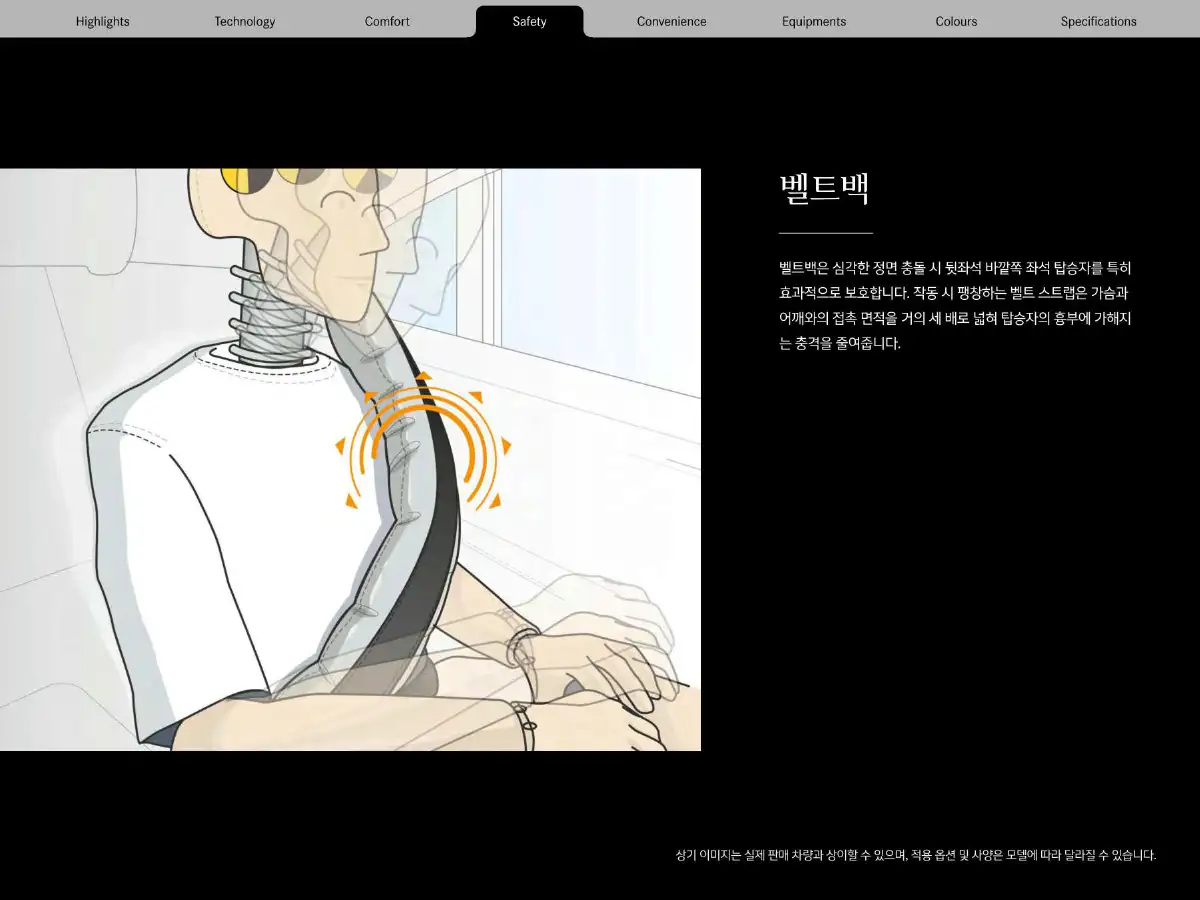 Highlights
Technology
Comfort
Safety
Convenience
Equipments
Colours
Specifications
벨트백
벨트백은 심각한 정면 충돌 시 뒷좌석 바깥쪽 좌석 탑승자를 특히
효과적으로 보호합니다. 작동 시 팽창하는 벨트 스트랩은 가슴과
어깨와의 접촉 면적을 거의 세 배로 넓혀 탑승자의 흉부에 가해지
는 충격을 줄여줍니다.
상기 이미지는 실제 판매 차량과 상이할 수 있으며, 적용 옵션 및 사양은 모델에 따라 달라질 수 있습니다.